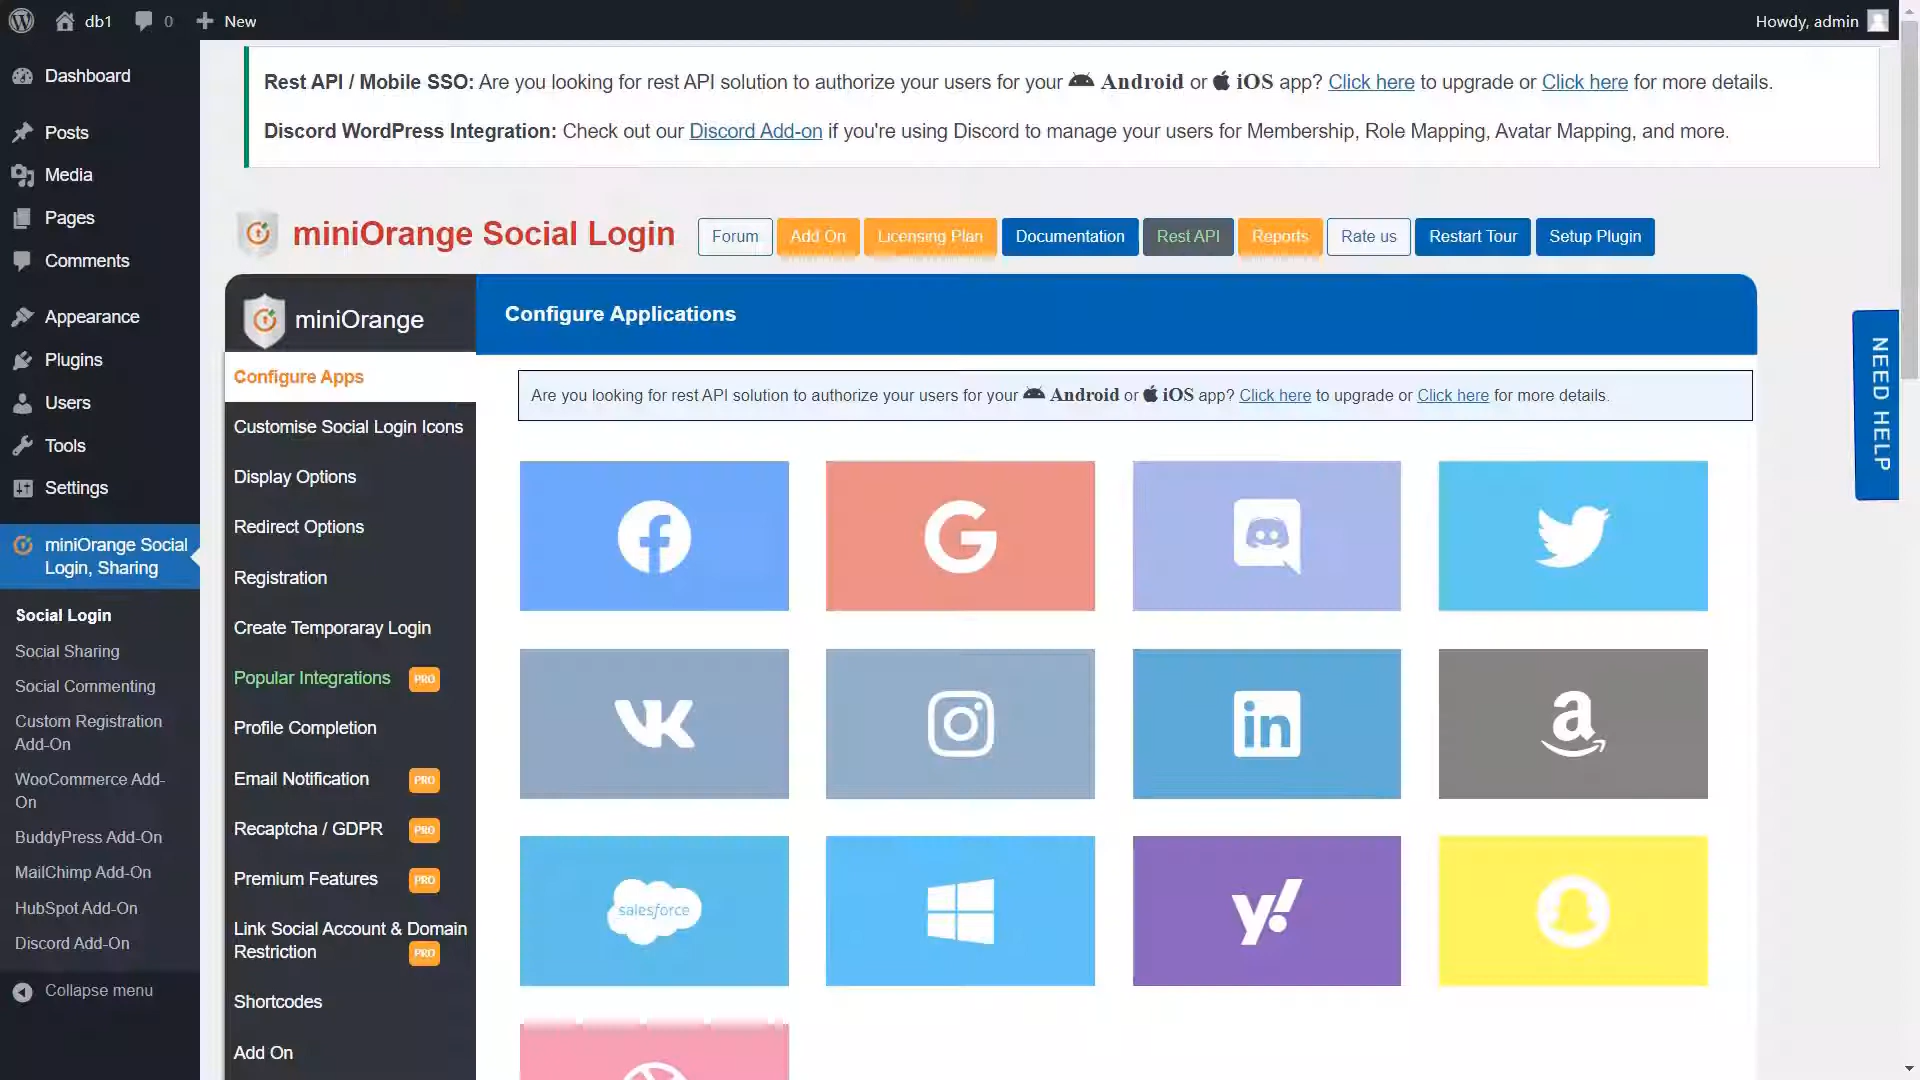 db1 0 New Howdy, admin
Dashboard
Posts
Media
Pages
Comments
Appearance
Plugins
Users
Tools
Settings
miniOrange Social
Login, Sharing
Social Login
Social Sharing
Social Commenting
Custom Registration
Add-On
WooCommerce Add-
On
BuddyPress Add-On
MailChimp Add-On
HubSpot Add-On
Discord Add-On
Collapse menu
Rest API / Mobile SSO: Are you looking for rest API solution to authorize your users for your Android or iOS app? Click here to upgrade or Click here for more details.
Discord WordPress Integration: Check out our Discord Add-on if you're using Discord to manage your users for Membership, Role Mapping, Avatar Mapping, and more.
miniOrange Social Login Forum Add On Licensing Plan Documentation Rest API Reports Rate us Restart Tour Setup Plugin
miniOrange
Configure Apps
Customise Social Login Icons
Display Options
Redirect Options
Registration
Create Temporaray Login
Popular Integrations PRO
Profile Completion
Email Notification PRO
Recaptcha / GDPR PRO
Premium Features PRO
Link Social Account & Domain
Restriction PRO
Shortcodes
Add On
Configure Applications
Are you looking for rest API solution to authorize your users for your Android or iOS app? Click here to upgrade or Click here for more details.
salesforce
NEED HELP